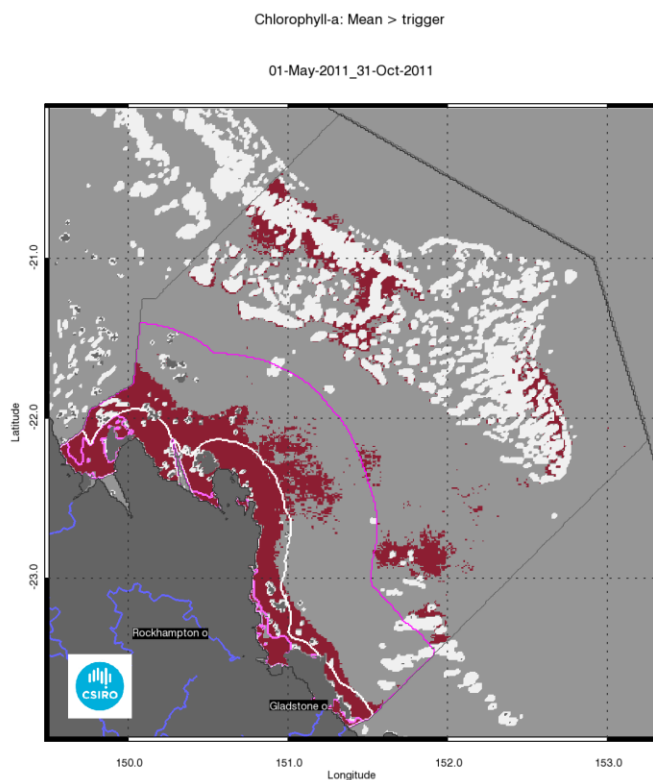 Chlorophyll-a: Mean > trigger
01-May-2011_31-Oct-2011
Latitude
-21.0
-22.0
-23.0
Rockhampton o
CSIRO
Gladstone o
150.0 151.0 152.0 153.0
Longitude